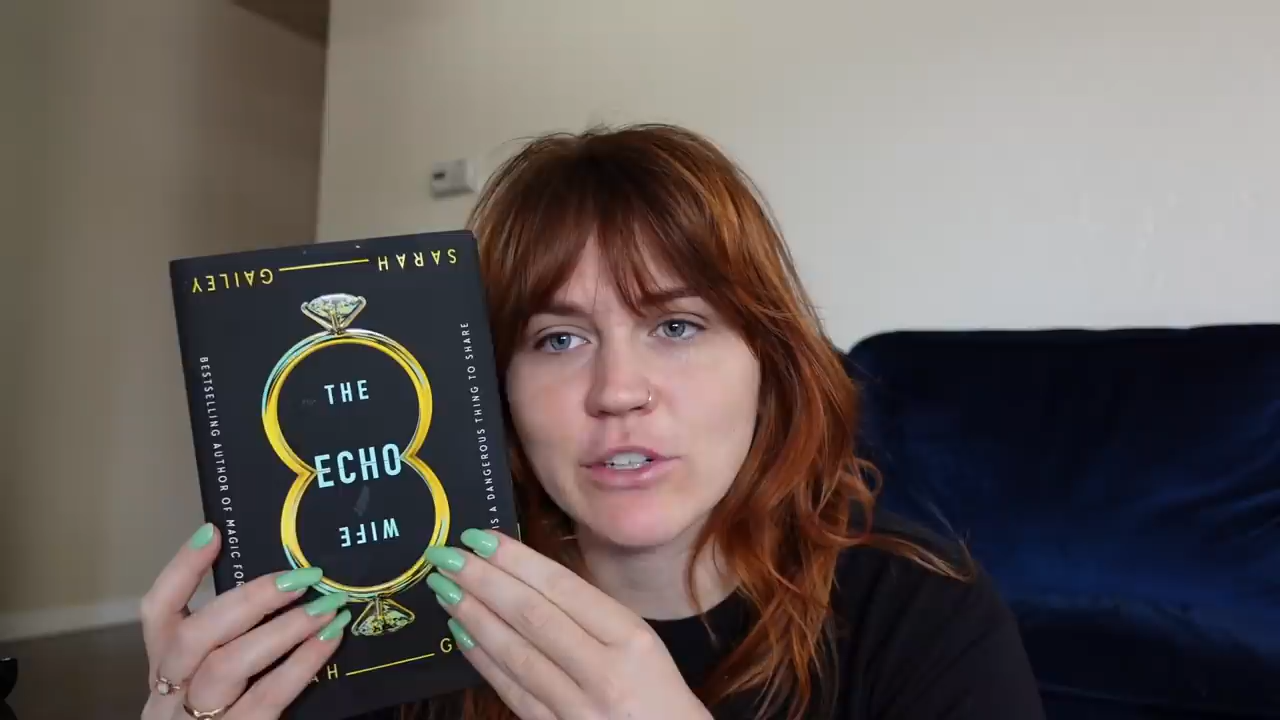 SARAH GAILEY
BESTSELLING AUTHOR OF MAGIC FOR
IS A DANGEROUS THING TO SHARE
THE
ECHO
WIFE